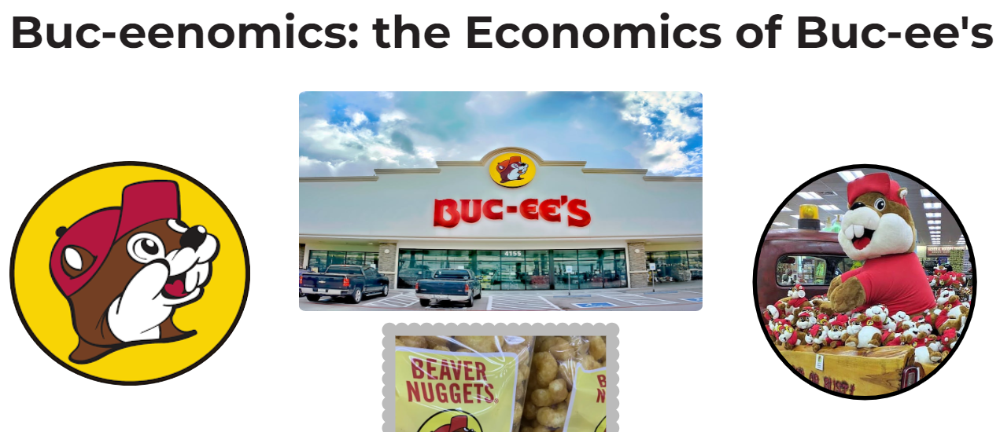 Buc-eenomics: the Economics of Buc-ee's
BUC-EE'S
4155
BEAVER
NUGGETS